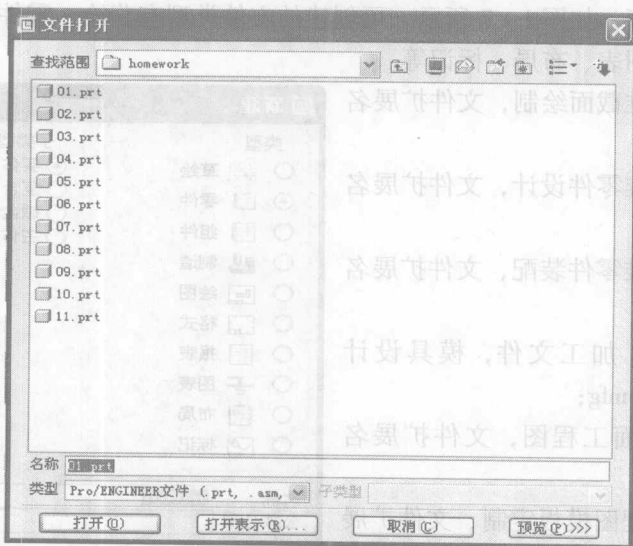 文件打开
查找范围 homework
01.prt
02.prt
03.prt
04.prt
05.prt
06.prt
07.prt
08.prt
09.prt
10.prt
11.prt
名称 01.prt
类型 Pro/ENGINEER文件 (.prt, .asm, 子类型
打开(O) 打开表示(R)... 取消(C) 预览(P)>>>